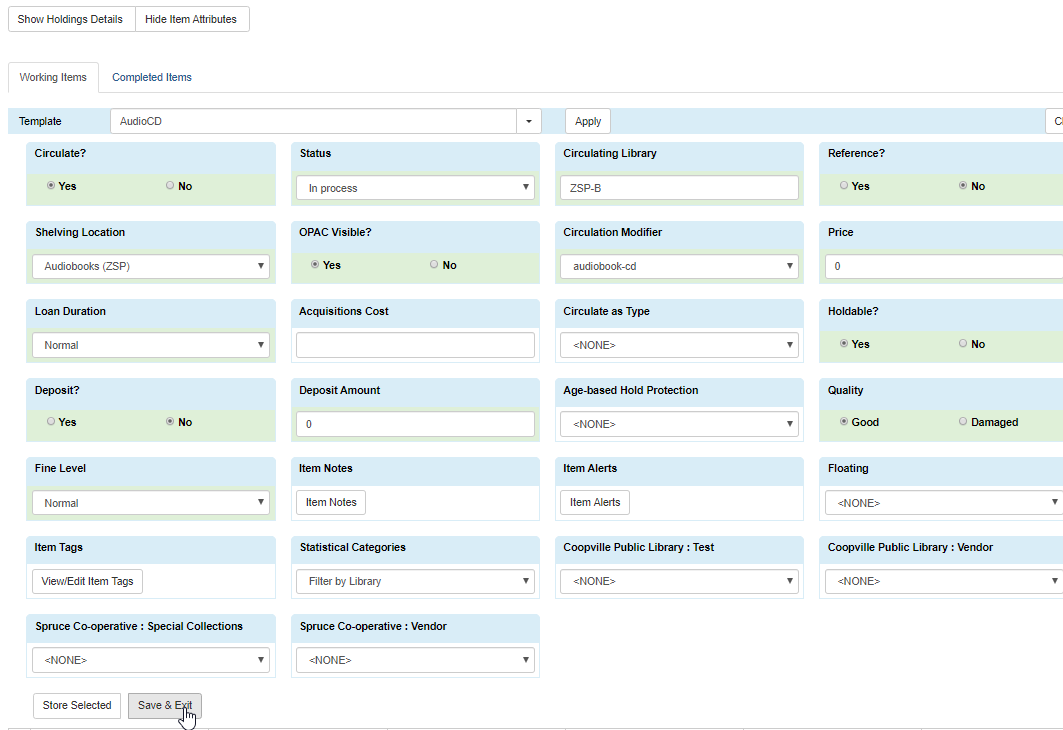 Show Holdings Details Hide Item Attributes
Working Items Completed Items
Template AudioCD Apply
Circulate? Status Circulating Library Reference?
Yes No In process ZSP-B Yes No
Shelving Location OPAC Visible? Circulation Modifier Price
Audiobooks (ZSP) Yes No audiobook-cd 0
Loan Duration Acquisitions Cost Circulate as Type Holdable?
Normal <NONE> Yes No
Deposit? Deposit Amount Age-based Hold Protection Quality
Yes No 0 <NONE> Good Damaged
Fine Level Item Notes Item Alerts Floating
Normal Item Notes Item Alerts <NONE>
Item Tags Statistical Categories Coopville Public Library : Test Coopville Public Library : Vendor
View/Edit Item Tags Filter by Library <NONE> <NONE>
Spruce Co-operative : Special Collections Spruce Co-operative : Vendor
<NONE> <NONE>
Store Selected Save & Exit